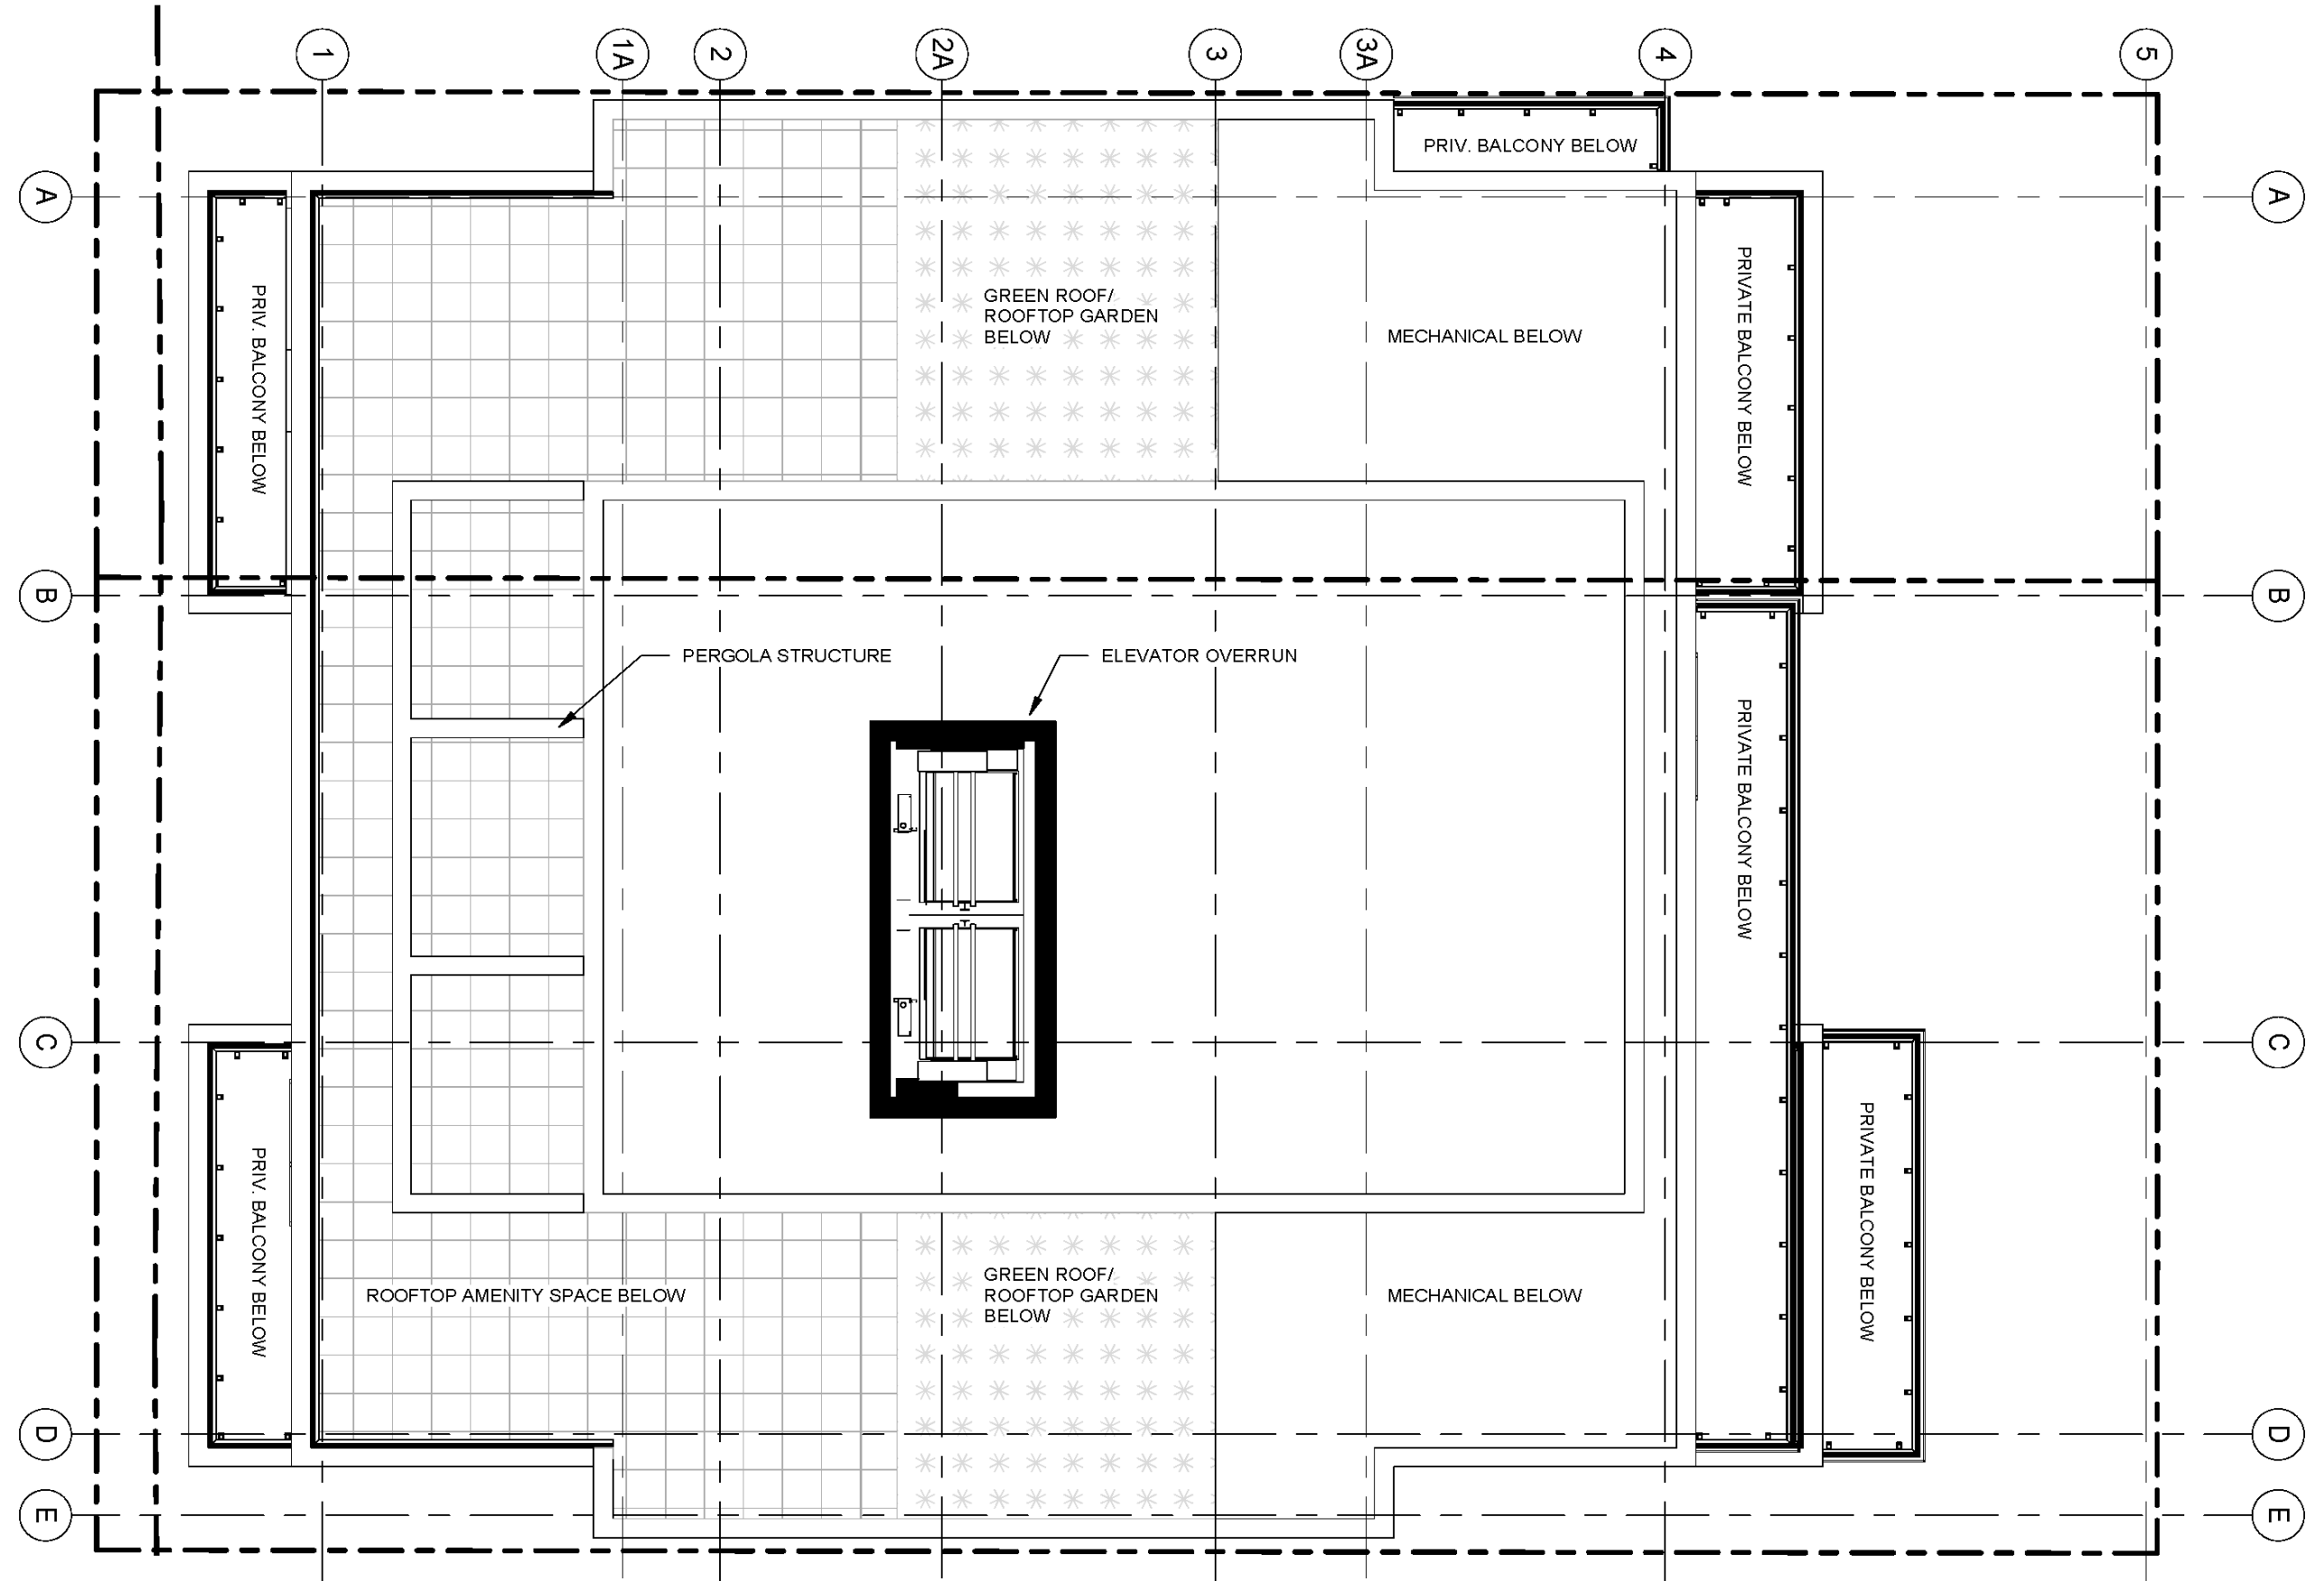 1
1A
2
2A
3
3A
4
5
PRIV. BALCONY BELOW
A
A
PRIV. BALCONY BELOW
GREEN ROOF/
ROOFTOP GARDEN
BELOW
MECHANICAL BELOW
PRIVATE BALCONY BELOW
B
B
PERGOLA STRUCTURE
ELEVATOR OVERRUN
PRIVATE BALCONY BELOW
C
C
PRIV. BALCONY BELOW
ROOFTOP AMENITY SPACE BELOW
GREEN ROOF/
ROOFTOP GARDEN
BELOW
MECHANICAL BELOW
PRIVATE BALCONY BELOW
D
D
E
E